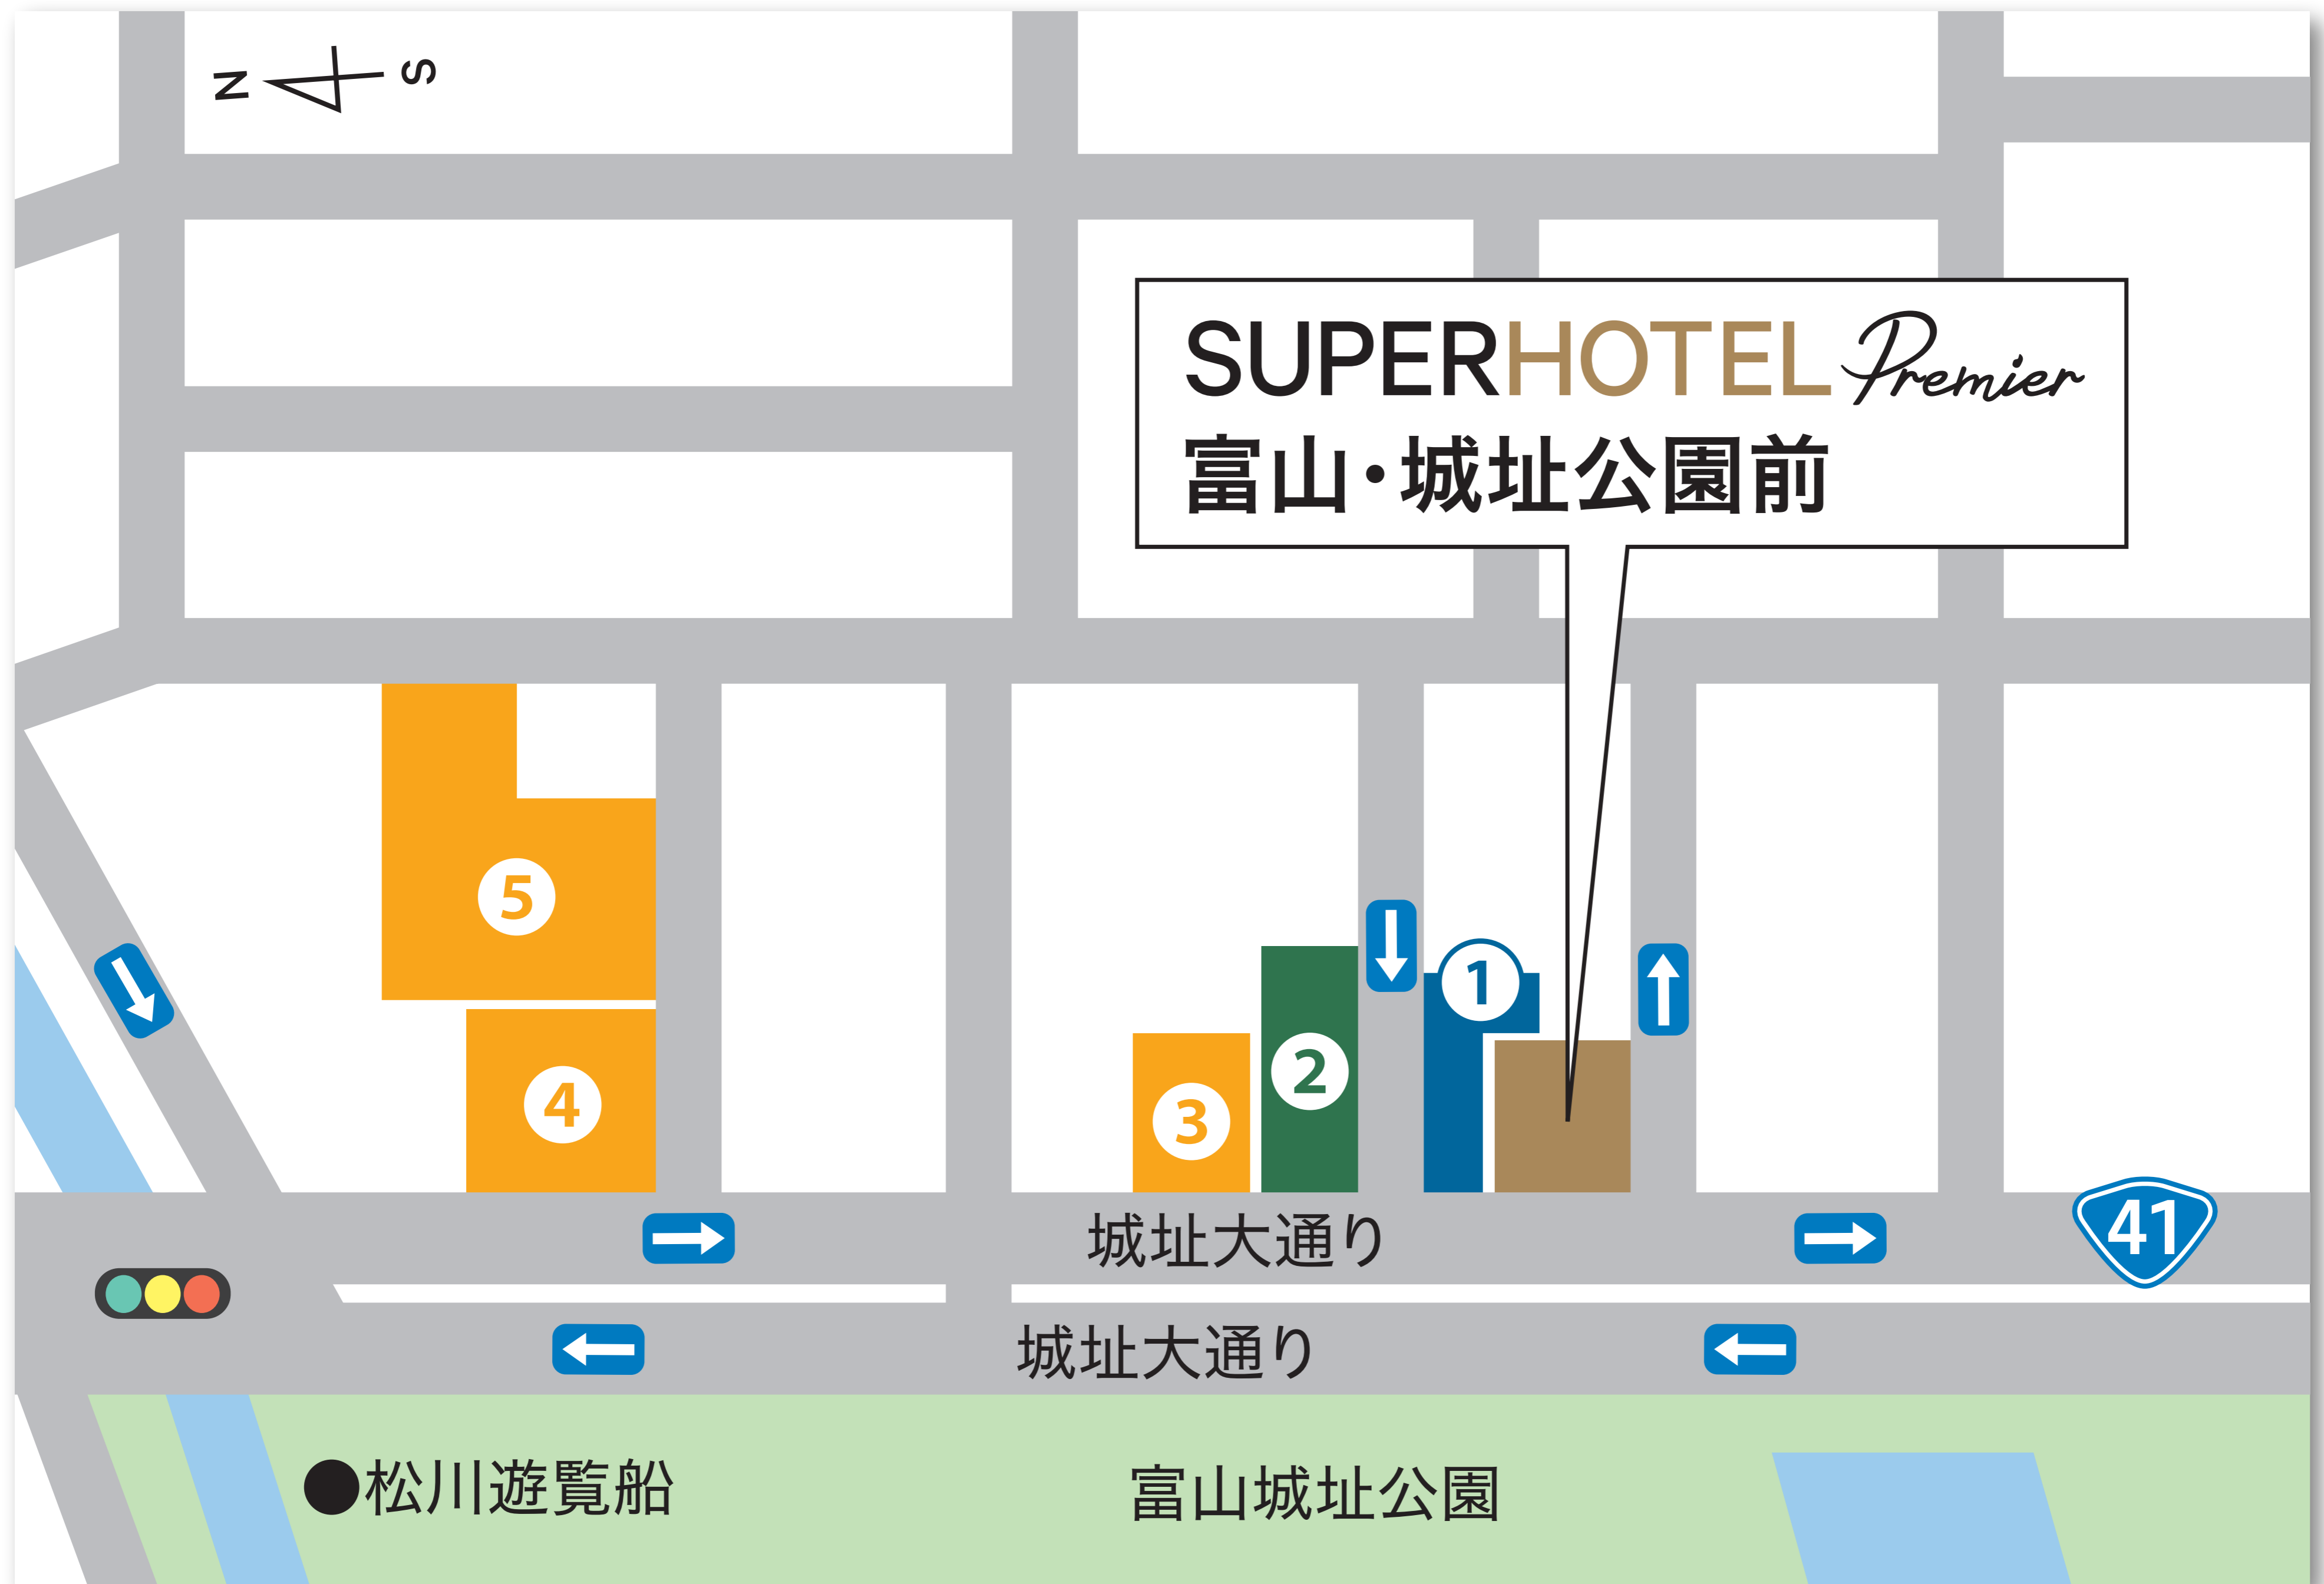 N S
SUPERHOTEL Premier
富山・城址公園前
5
1
2
4
3
城址大通り
41
城址大通り
●松川遊覧船
富山城址公園